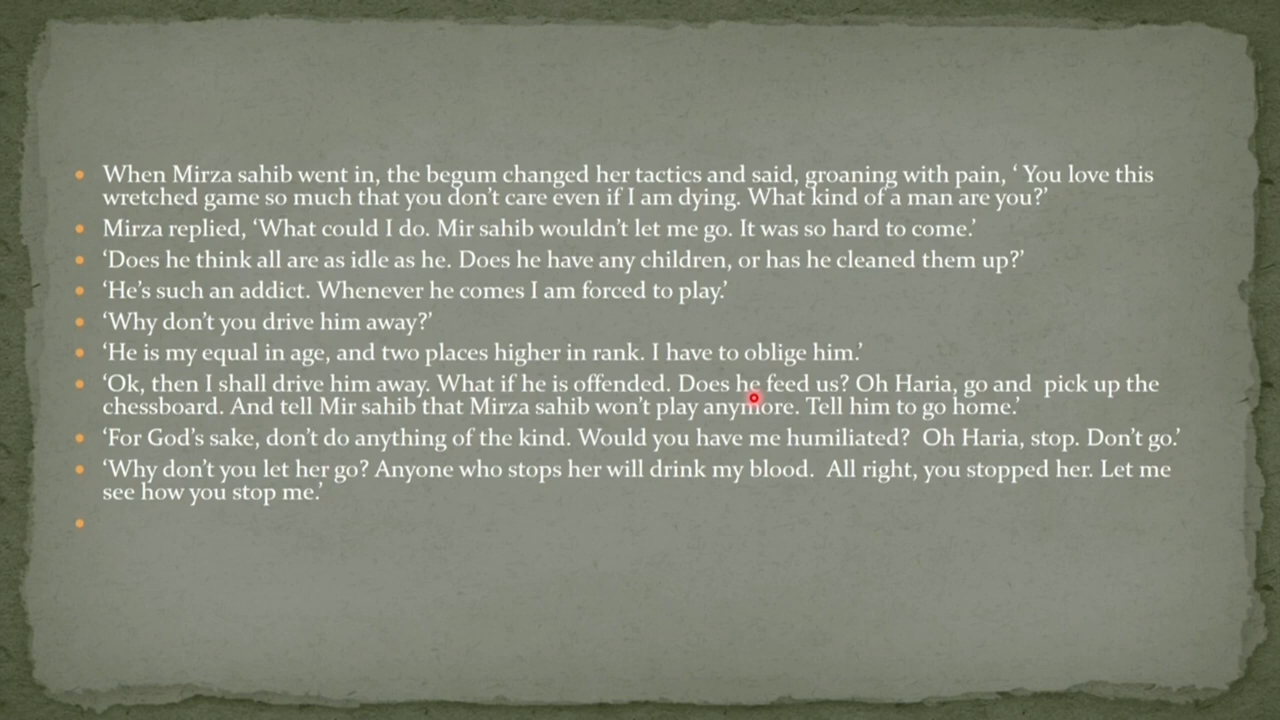 • When Mirza sahib went in, the begum changed her tactics and said, groaning with pain, ‘ You love this
wretched game so much that you don’t care even if I am dying. What kind of a man are you?’
• Mirza replied, ‘What could I do. Mir sahib wouldn’t let me go. It was so hard to come.’
• ‘Does he think all are as idle as he. Does he have any children, or has he cleaned them up?’
• ‘He’s such an addict. Whenever he comes I am forced to play.’
• ‘Why don’t you drive him away?’
• ‘He is my equal in age, and two places higher in rank. I have to oblige him.’
• ‘Ok, then I shall drive him away. What if he is offended. Does he feed us? Oh Haria, go and  pick up the
chessboard. And tell Mir sahib that Mirza sahib won’t play anymore. Tell him to go home.’
• ‘For God’s sake, don’t do anything of the kind. Would you have me humiliated?  Oh Haria, stop. Don’t go.’
• ‘Why don’t you let her go? Anyone who stops her will drink my blood.  All right, you stopped her. Let me
see how you stop me.’
•